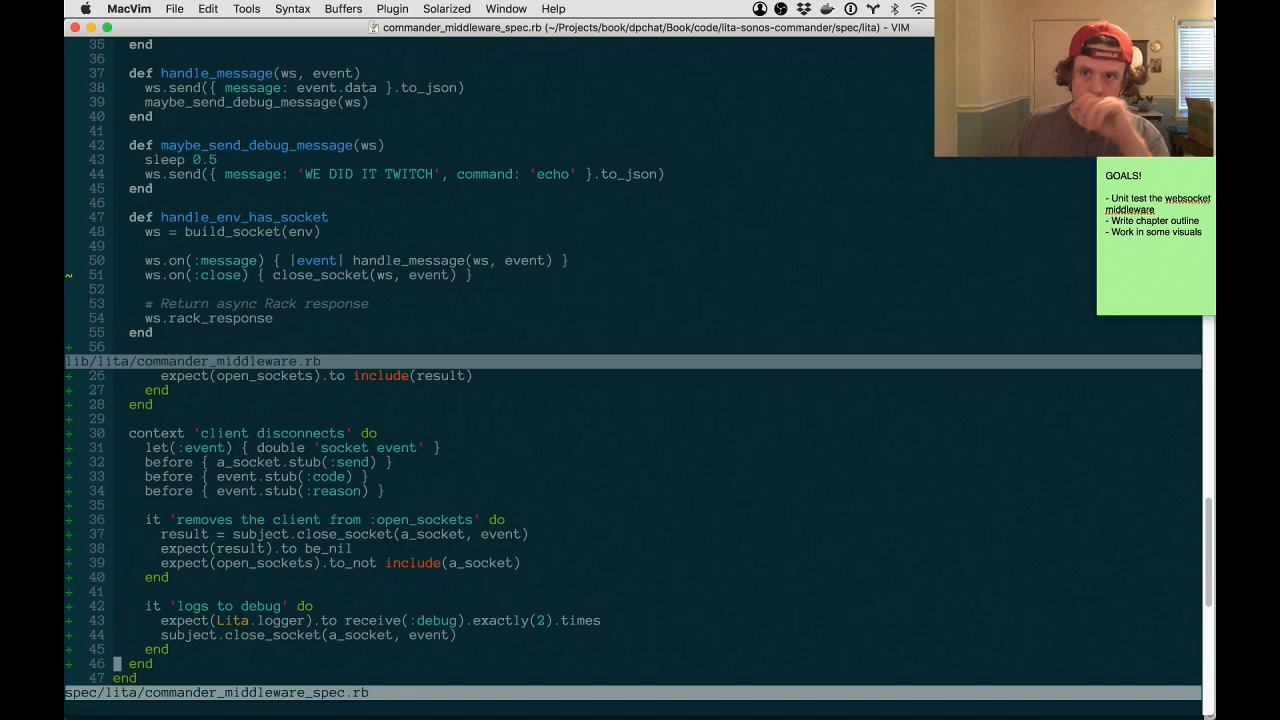 MacVim File Edit Tools Syntax Buffers Plugin Solarized Window Help
commander_middleware_spec.rb (~/Projects/book/dpchat/Book/code/lita-sonos-commander/spec/lita) - VIM
35 end
36
37 def handle_message(ws, event)
38 ws.send({ message: event.data }.to_json)
39 maybe_send_debug_message(ws)
40 end
41
42 def maybe_send_debug_message(ws)
43 sleep 0.5
44 ws.send({ message: 'WE DID IT TWITCH', command: 'echo' }.to_json)
45 end
46
47 def handle_env_has_socket
48 ws = build_socket(env)
49
50 ws.on(:message) { |event| handle_message(ws, event) }
~ 51 ws.on(:close) { close_socket(ws, event) }
52
53 # Return async Rack response
54 ws.rack_response
55 end
+ 56
lib/lita/commander_middleware.rb
+ 26 expect(open_sockets).to include(result)
+ 27 end
+ 28 end
+ 29
+ 30 context 'client disconnects' do
+ 31 let(:event) { double 'socket event' }
+ 32 before { a_socket.stub(:send) }
+ 33 before { event.stub(:code) }
+ 34 before { event.stub(:reason) }
+ 35
+ 36 it 'removes the client from :open_sockets' do
+ 37 result = subject.close_socket(a_socket, event)
+ 38 expect(result).to be_nil
+ 39 expect(open_sockets).to_not include(a_socket)
+ 40 end
+ 41
+ 42 it 'logs to debug' do
+ 43 expect(Lita.logger).to receive(:debug).exactly(2).times
+ 44 subject.close_socket(a_socket, event)
+ 45 end
+ 46 end
47 end
spec/lita/commander_middleware_spec.rb
GOALS!
- Unit test the websocket
middleware
- Write chapter outline
- Work in some visuals